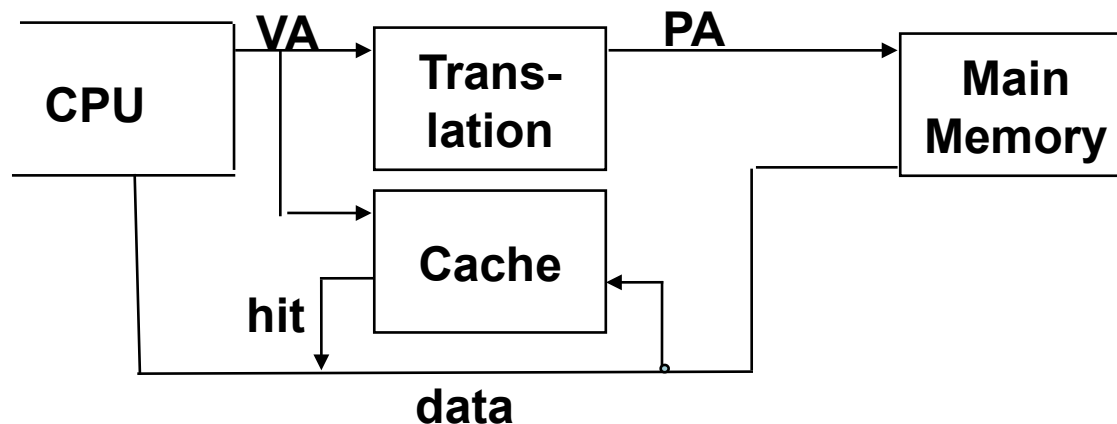 VA
PA
CPU
Trans-
lation
Main
Memory
Cache
hit
data